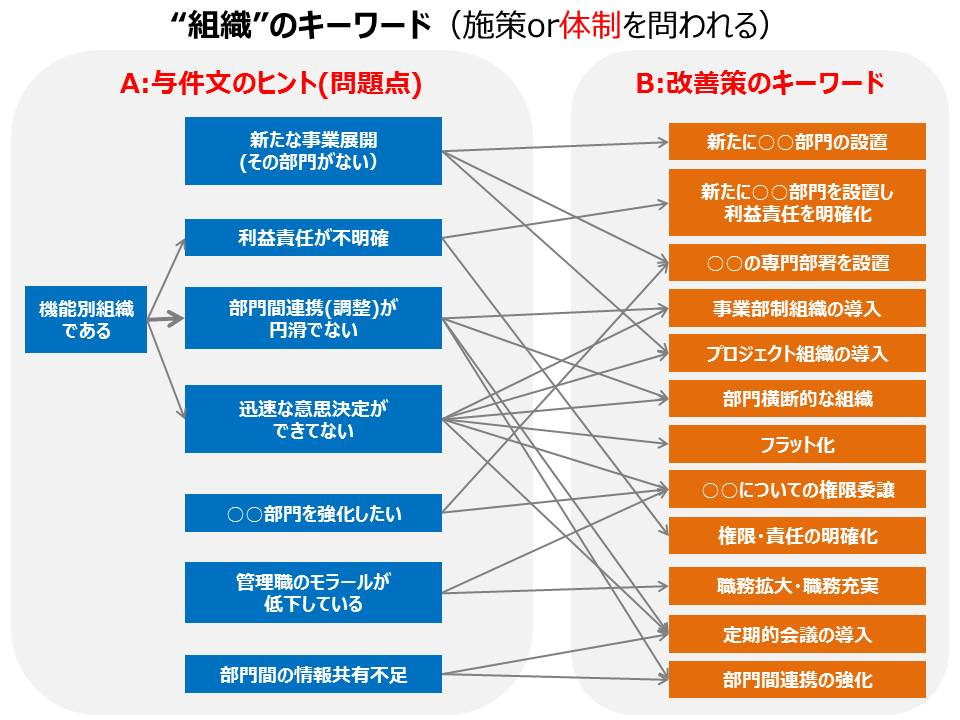 “組織”のキーワード（施策or体制を問われる）
A:与件文のヒント(問題点)
新たな事業展開
(その部門がない）
利益責任が不明確
機能別組織
である
部門間連携(調整)が
円滑でない
迅速な意思決定が
できてない
○○部門を強化したい
管理職のモラールが
低下している
部門間の情報共有不足
B:改善策のキーワード
新たに○○部門の設置
新たに○○部門を設置し
利益責任を明確化
○○の専門部署を設置
事業部制組織の導入
プロジェクト組織の導入
部門横断的な組織
フラット化
○○についての権限委譲
権限・責任の明確化
職務拡大・職務充実
定期的会議の導入
部門間連携の強化